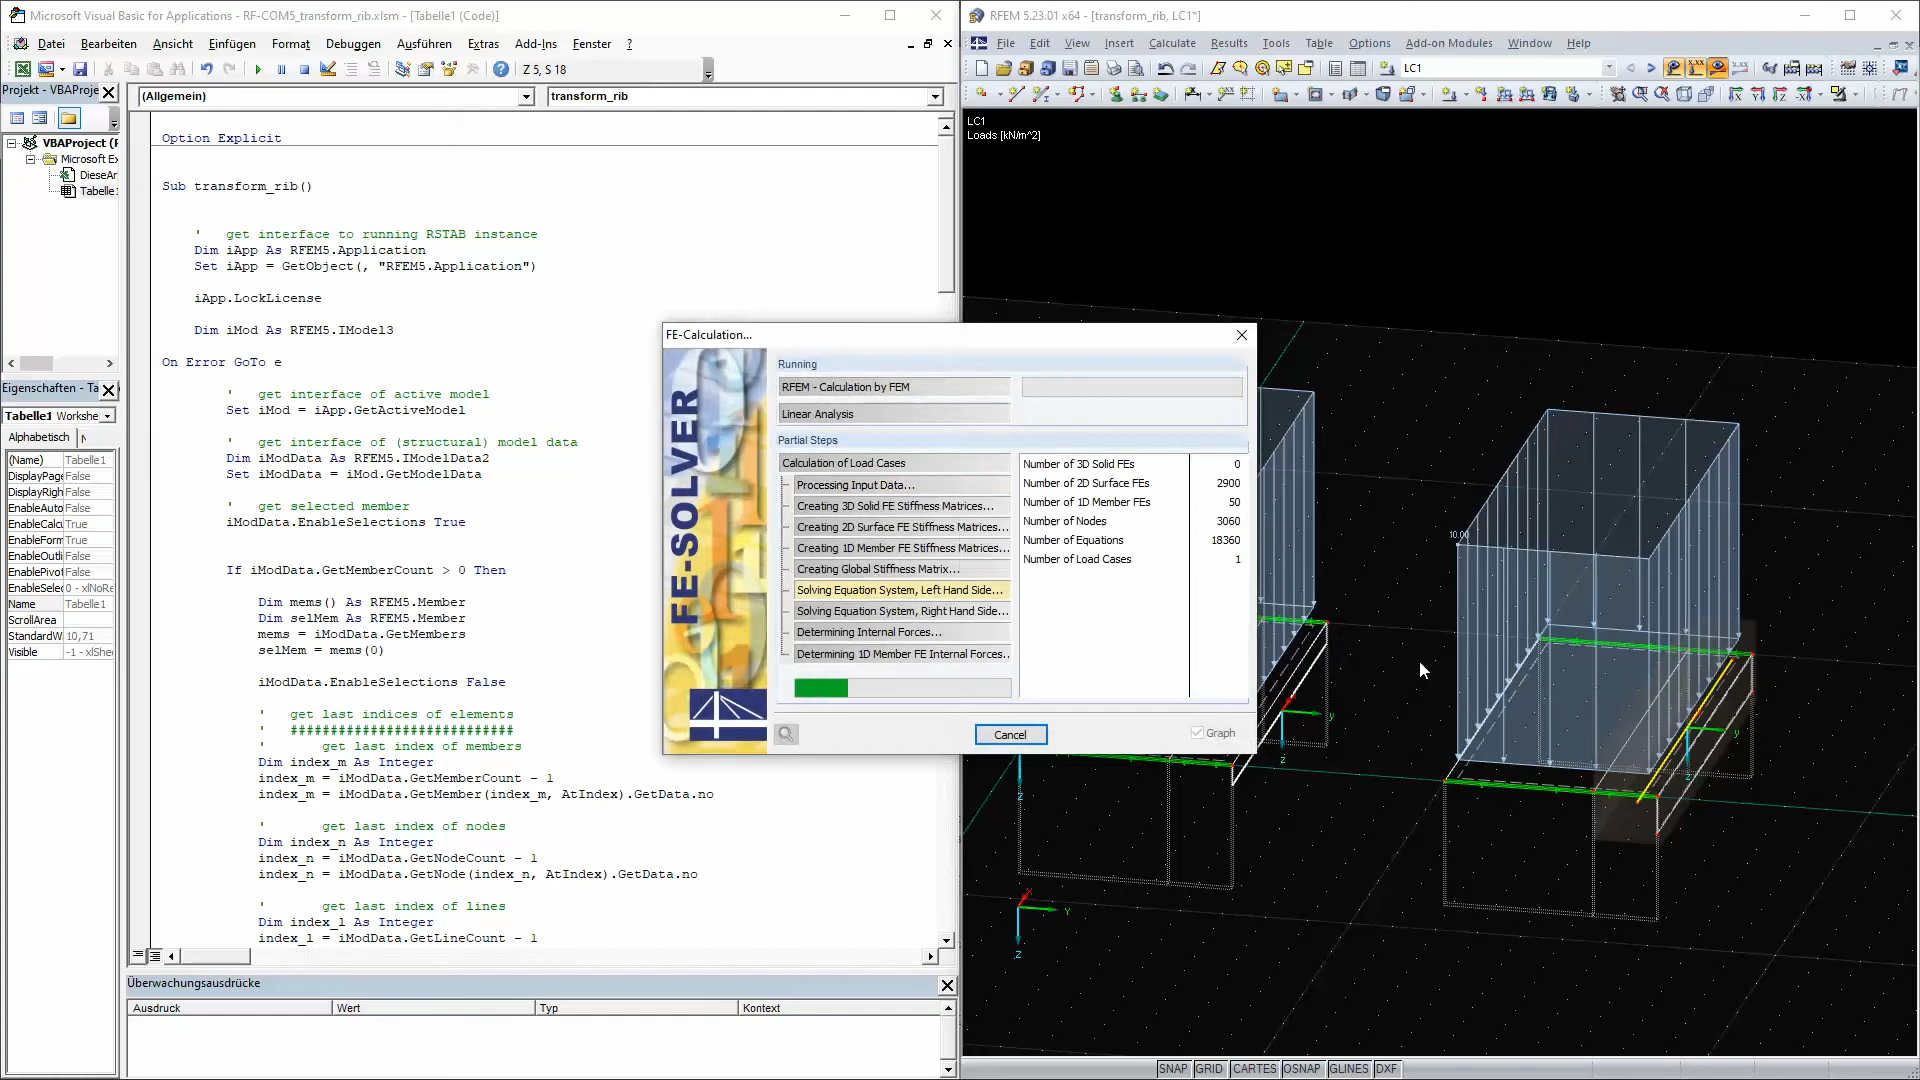 Microsoft Visual Basic for Applications - RF-COM5_transform_rib.xlsm - [Tabelle1 (Code)]
Datei Bearbeiten Ansicht Einfügen Format Debuggen Ausführen Extras Add-Ins Fenster ?
Z 5, S 18
Projekt - VBAProje
(Allgemein)
transform_rib
VBAProject (F
Microsoft Ex
DieseAr
Tabelle1
Eigenschaften - Ta
Tabelle1 Workshe
Alphabetisch
(Name) Tabelle1
DisplayPage False
DisplayRigh False
EnableAuto False
EnableCalcu True
EnableForm True
EnableOutli False
EnablePivot False
EnableSelec 0 - xlNoRe
Name Tabelle1
ScrollArea
StandardW 10,71
Visible -1 - xlShe
Option Explicit
Sub transform_rib()
' get interface to running RSTAB instance
Dim iApp As RFEM5.Application
Set iApp = GetObject(, "RFEM5.Application")
iApp.LockLicense
Dim iMod As RFEM5.IModel3
On Error GoTo e
' get interface of active model
Set iMod = iApp.GetActiveModel
' get interface of (structural) model data
Dim iModData As RFEM5.IModelData2
Set iModData = iMod.GetModelData
' get selected member
iModData.EnableSelections True
If iModData.GetMemberCount > 0 Then
Dim mems() As RFEM5.Member
Dim selMem As RFEM5.Member
mems = iModData.GetMembers
selMem = mems(0)
iModData.EnableSelections False
' get last indices of elements
' ############################
' get last index of members
Dim index_m As Integer
index_m = iModData.GetMemberCount - 1
index_m = iModData.GetMember(index_m, AtIndex).GetData.no
' get last index of nodes
Dim index_n As Integer
index_n = iModData.GetNodeCount - 1
index_n = iModData.GetNode(index_n, AtIndex).GetData.no
' get last index of lines
Dim index_l As Integer
index_l = iModData.GetLineCount - 1
Überwachungsausdrücke
Ausdruck Wert Typ Kontext
RFEM 5.23.01 x64 - [transform_rib, LC1*]
File Edit View Insert Calculate Results Tools Table Options Add-on Modules Window Help
LC1
LC1
Loads [kN/m^2]
10.00
FE-Calculation...
FE-SOLVER
Running
RFEM - Calculation by FEM
Linear Analysis
Partial Steps
Calculation of Load Cases
Processing Input Data...
Creating 3D Solid FE Stiffness Matrices...
Creating 2D Surface FE Stiffness Matrices...
Creating 1D Member FE Stiffness Matrices...
Creating Global Stiffness Matrix...
Solving Equation System, Left Hand Side...
Solving Equation System, Right Hand Side...
Determining Internal Forces...
Determining 1D Member FE Internal Forces..
Number of 3D Solid FEs 0
Number of 2D Surface FEs 2900
Number of 1D Member FEs 50
Number of Nodes 3060
Number of Equations 18360
Number of Load Cases 1
Cancel
Graph
y
z
y
z
z
X
Y
Z
SNAP GRID CARTES OSNAP GLINES DXF